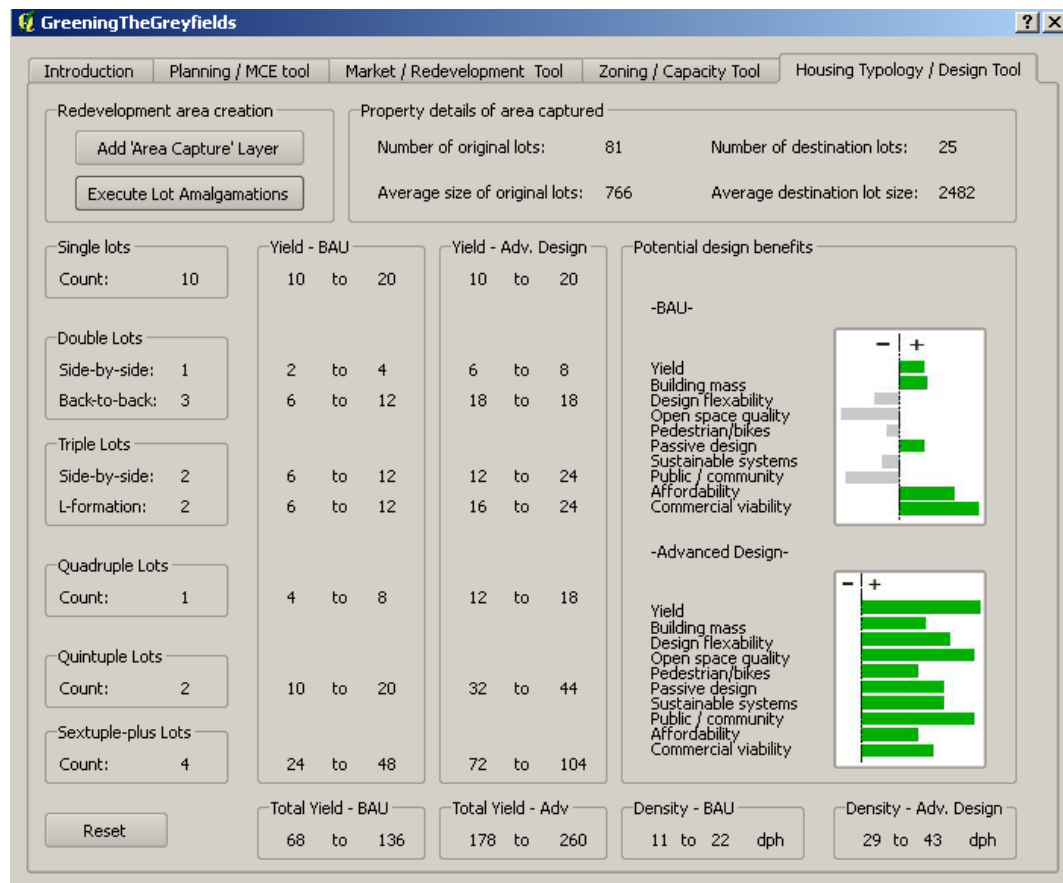 GreeningTheGreyfields
Introduction Planning / MCE tool Market / Redevelopment Tool Zoning / Capacity Tool Housing Typology / Design Tool
Redevelopment area creation
Add 'Area Capture' Layer
Execute Lot Amalgamations
Property details of area captured
Number of original lots: 81 Number of destination lots: 25
Average size of original lots: 766 Average destination lot size: 2482
Single lots Yield - BAU Yield - Adv. Design
Count: 10 10 to 20 10 to 20
Double Lots
Side-by-side: 1 2 to 4 6 to 8
Back-to-back: 3 6 to 12 18 to 18
Triple Lots
Side-by-side: 2 6 to 12 12 to 24
L-formation: 2 6 to 12 16 to 24
Quadruple Lots
Count: 1 4 to 8 12 to 18
Quintuple Lots
Count: 2 10 to 20 32 to 44
Sextuple-plus Lots
Count: 4 24 to 48 72 to 104
Potential design benefits
-BAU-
- +
Yield
Building mass
Design flexability
Open space quality
Pedestrian/bikes
Passive design
Sustainable systems
Public / community
Affordability
Commercial viability
-Advanced Design-
- +
Yield
Building mass
Design flexability
Open space quality
Pedestrian/bikes
Passive design
Sustainable systems
Public / community
Affordability
Commercial viability
Reset
Total Yield - BAU Total Yield - Adv Density - BAU Density - Adv. Design
68 to 136 178 to 260 11 to 22 dph 29 to 43 dph